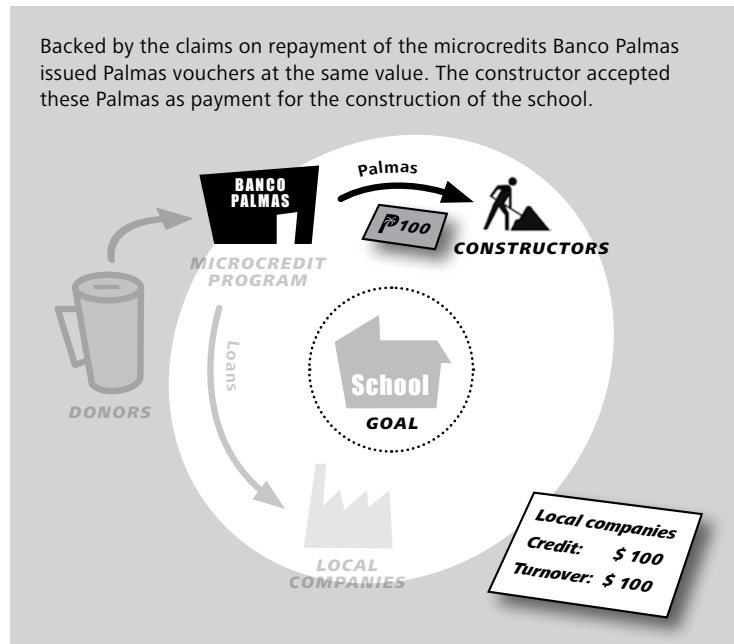 Backed by the claims on repayment of the microcredits Banco Palmas
issued Palmas vouchers at the same value. The constructor accepted
these Palmas as payment for the construction of the school.
Palmas
BANCO
PALMAS
P100
CONSTRUCTORS
MICROCREDIT
PROGRAM
Loans
School
GOAL
DONORS
Local companies
Credit: $ 100
Turnover: $ 100
LOCAL
COMPANIES